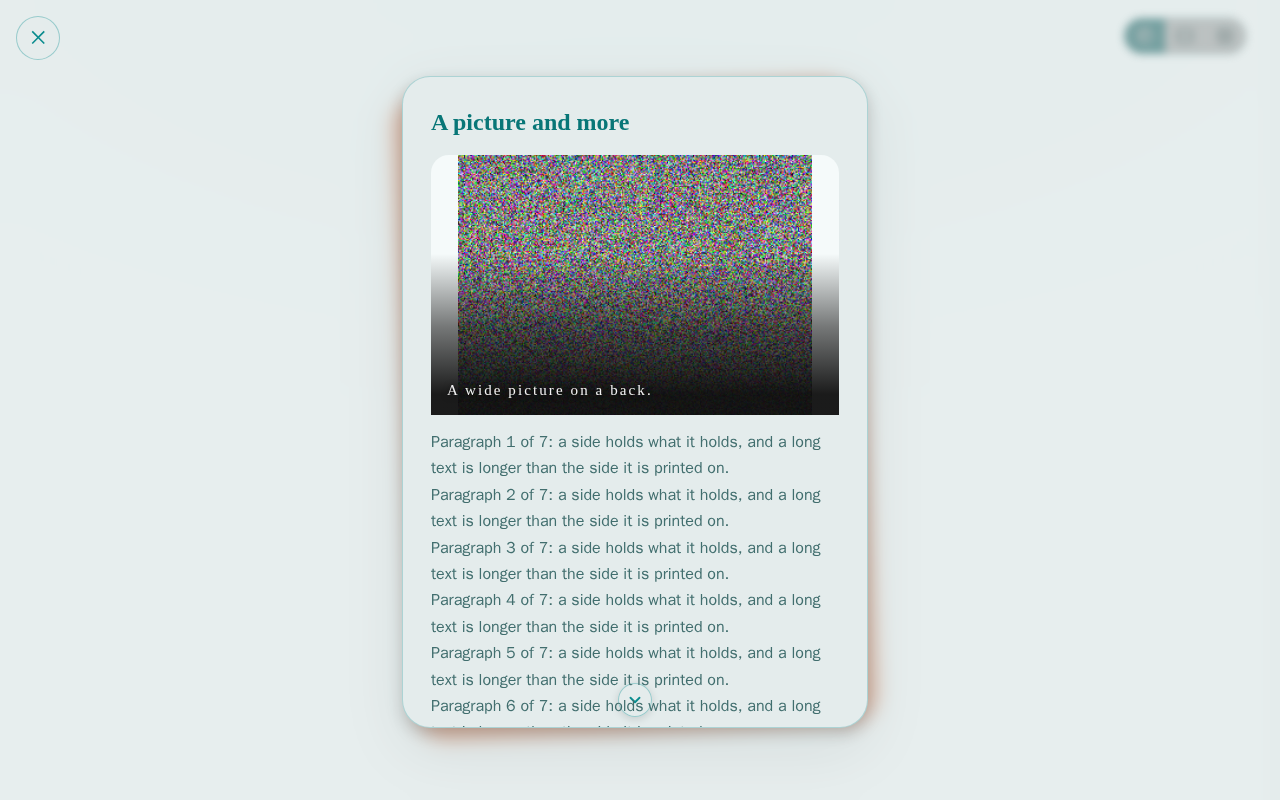 A picture and more
A wide picture on a back.
Paragraph 1 of 7: a side holds what it holds, and a long
text is longer than the side it is printed on.
Paragraph 2 of 7: a side holds what it holds, and a long
text is longer than the side it is printed on.
Paragraph 3 of 7: a side holds what it holds, and a long
text is longer than the side it is printed on.
Paragraph 4 of 7: a side holds what it holds, and a long
text is longer than the side it is printed on.
Paragraph 5 of 7: a side holds what it holds, and a long
text is longer than the side it is printed on.
Paragraph 6 of 7: a side holds what it holds, and a long